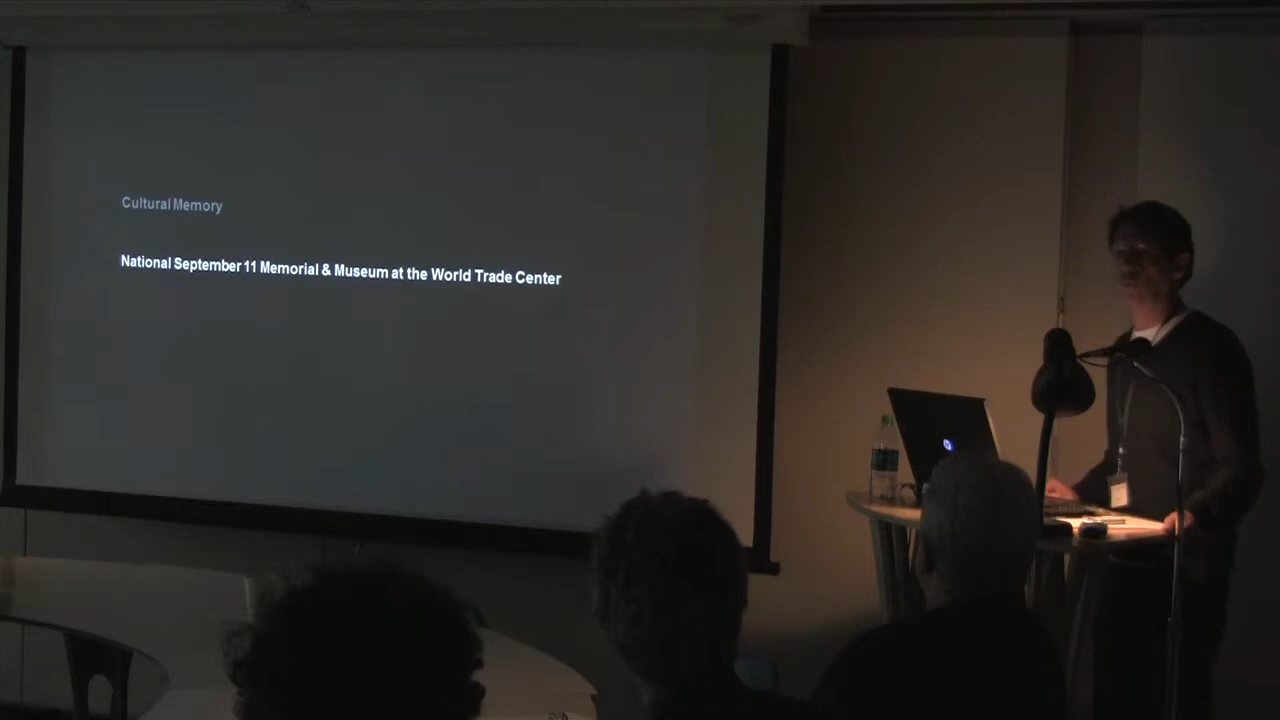 Cultural Memory
National September 11 Memorial & Museum at the World Trade Center